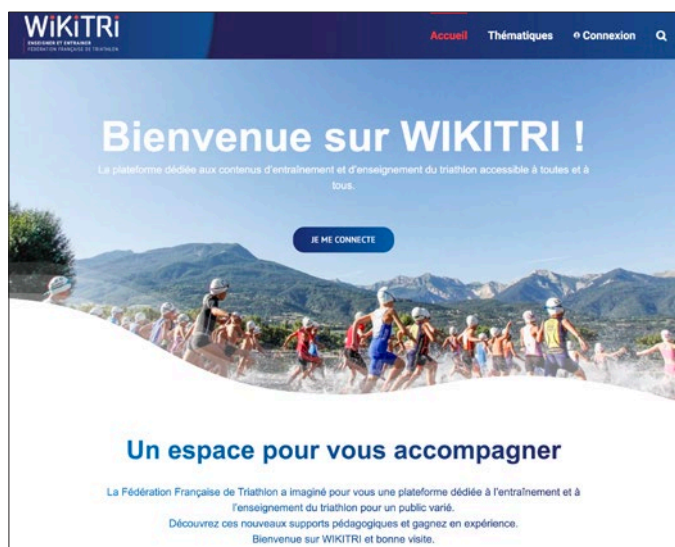 WiKiTRi
ENSEIGNER ET ENTRAINER
FÉDÉRATION FRANÇAISE DE TRIATHLON
Accueil Thématiques Connexion
Bienvenue sur WIKITRI !
La plateforme dédiée aux contenus d'entraînement et d'enseignement du triathlon accessible à toutes et à
tous.
JE ME CONNECTE
Un espace pour vous accompagner
La Fédération Française de Triathlon a imaginé pour vous une plateforme dédiée à l'entraînement et à
l'enseignement du triathlon pour un public varié.
Découvrez ces nouveaux supports pédagogiques et gagnez en expérience.
Bienvenue sur WIKITRI et bonne visite.